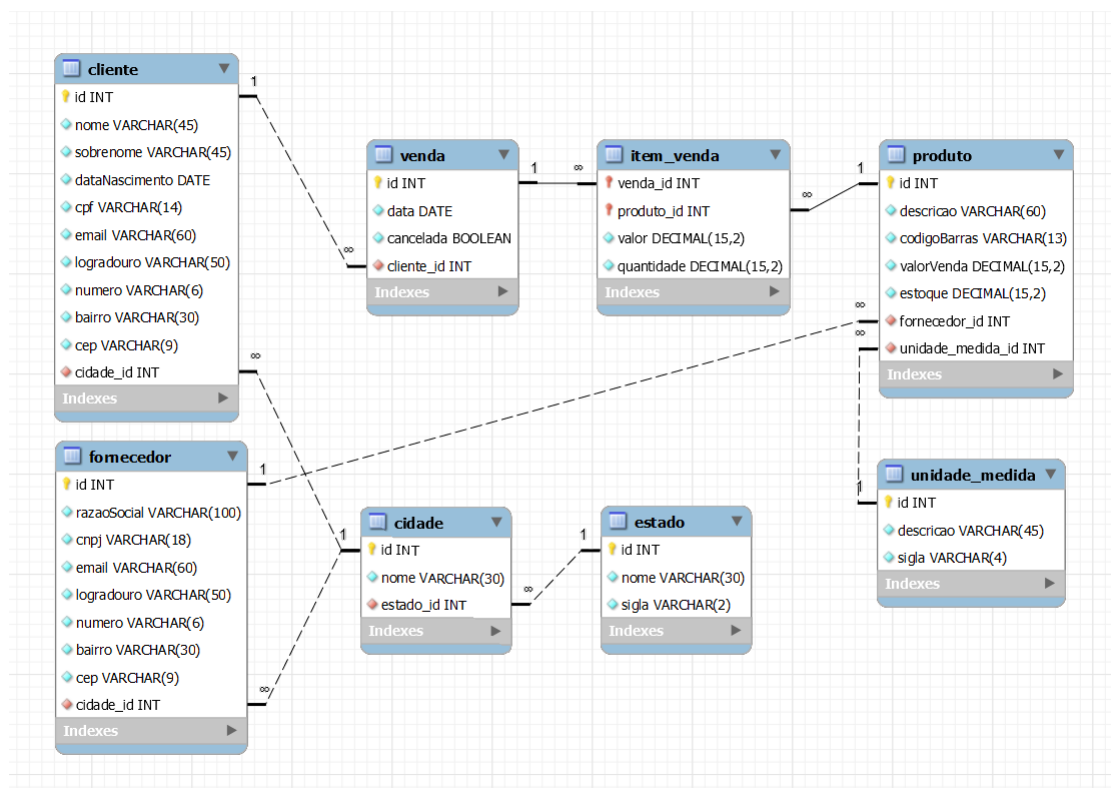 cliente
id INT
nome VARCHAR(45)
sobrenome VARCHAR(45)
dataNascimento DATE
cpf VARCHAR(14)
email VARCHAR(60)
logradouro VARCHAR(50)
numero VARCHAR(6)
bairro VARCHAR(30)
cep VARCHAR(9)
cidade_id INT
Indexes
1
∞
venda
id INT
data DATE
cancelada BOOLEAN
cliente_id INT
Indexes
∞
1
∞
item_venda
venda_id INT
produto_id INT
valor DECIMAL(15,2)
quantidade DECIMAL(15,2)
Indexes
∞
1
produto
id INT
descricao VARCHAR(60)
codigoBarras VARCHAR(13)
valorVenda DECIMAL(15,2)
estoque DECIMAL(15,2)
fornecedor_id INT
unidade_medida_id INT
Indexes
∞
∞
fornecedor
id INT
razaoSocial VARCHAR(100)
cnpj VARCHAR(18)
email VARCHAR(60)
logradouro VARCHAR(50)
numero VARCHAR(6)
bairro VARCHAR(30)
cep VARCHAR(9)
cidade_id INT
Indexes
1
∞
1
cidade
id INT
nome VARCHAR(30)
estado_id INT
Indexes
∞
1
estado
id INT
nome VARCHAR(30)
sigla VARCHAR(2)
Indexes
1
unidade_medida
id INT
descricao VARCHAR(45)
sigla VARCHAR(4)
Indexes